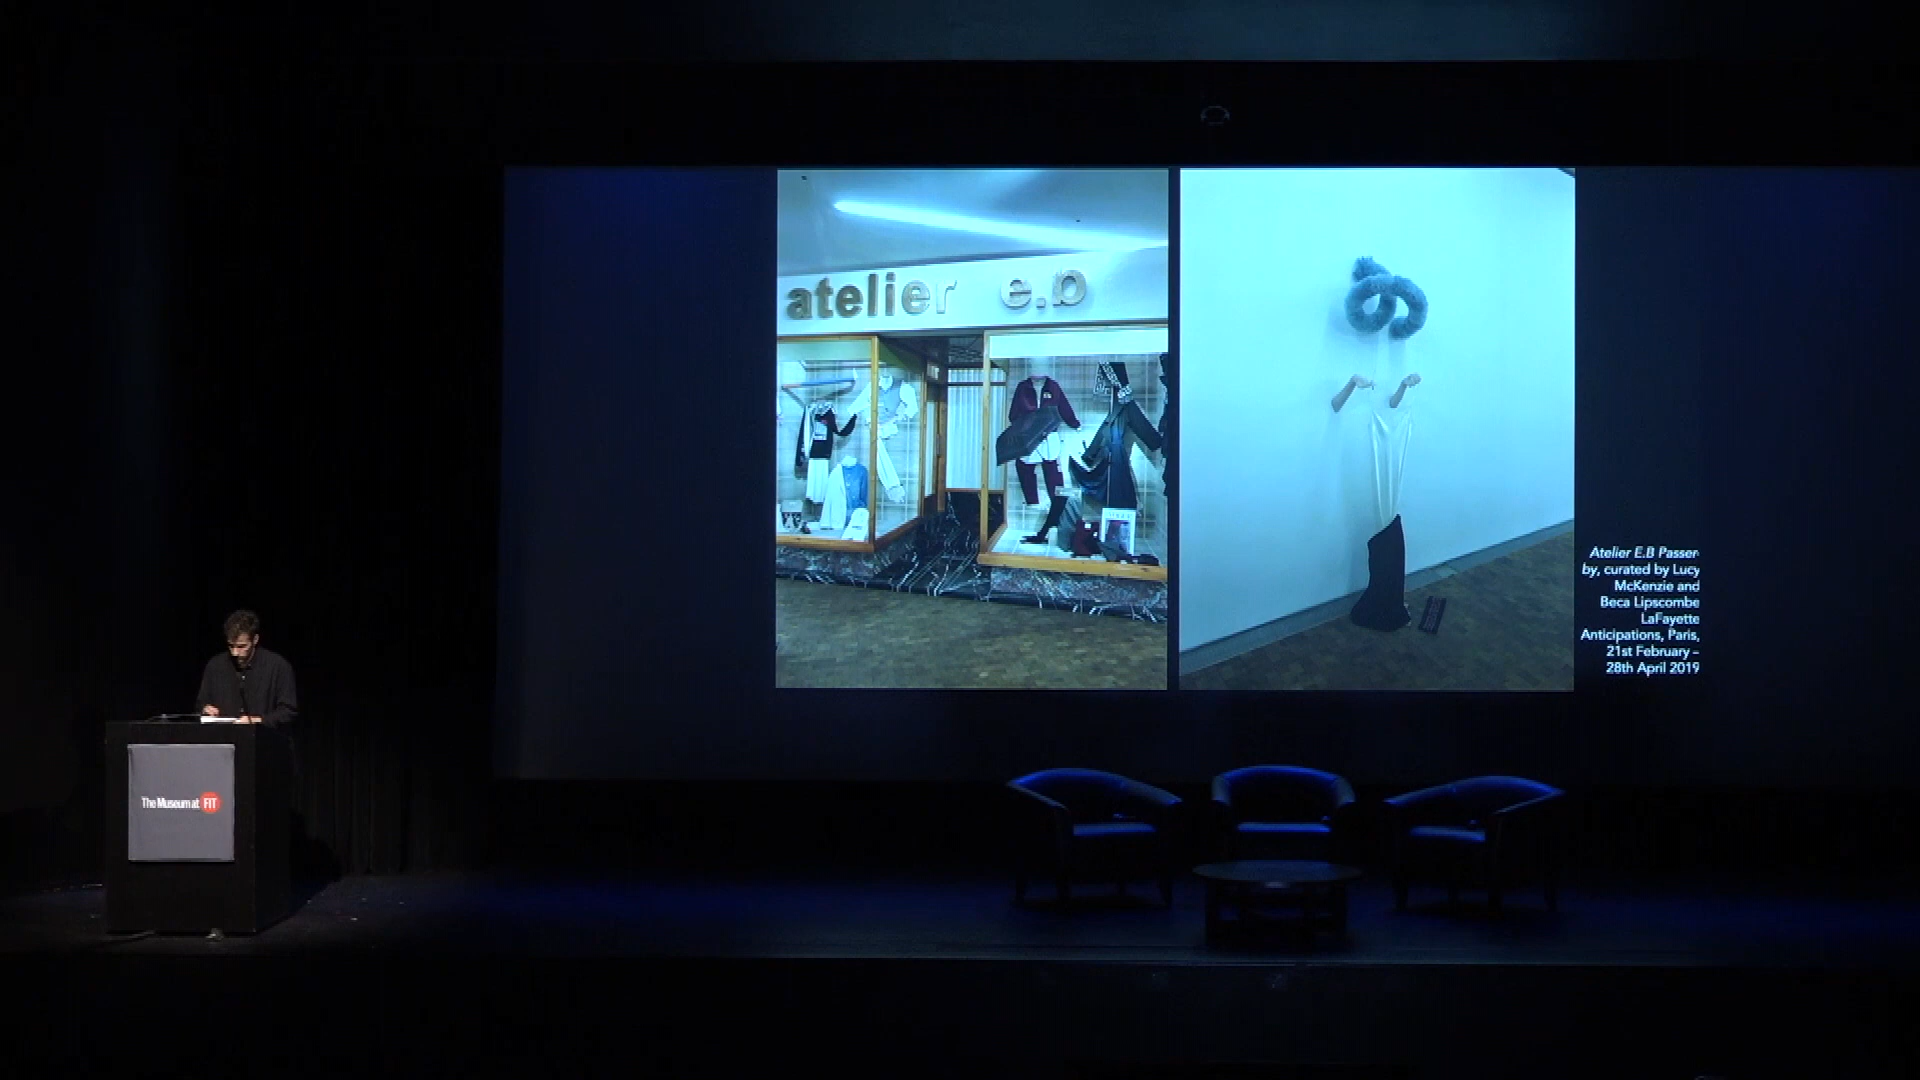 atelier e.b
Atelier E.B Passer-
by, curated by Lucy
McKenzie and
Beca Lipscombe
LaFayette
Anticipations, Paris,
21st February –
28th April 2019
The Museum at FIT